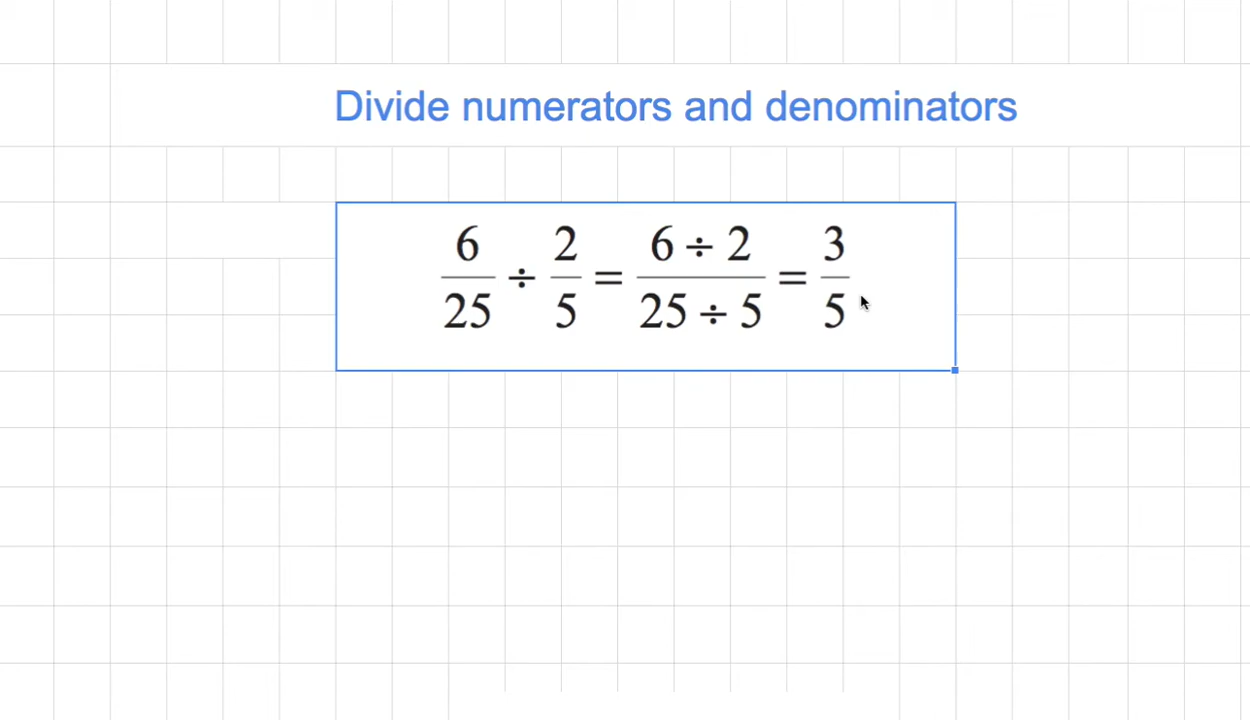 Divide numerators and denominators
6/25 ÷ 2/5 = (6 ÷ 2)/(25 ÷ 5) = 3/5